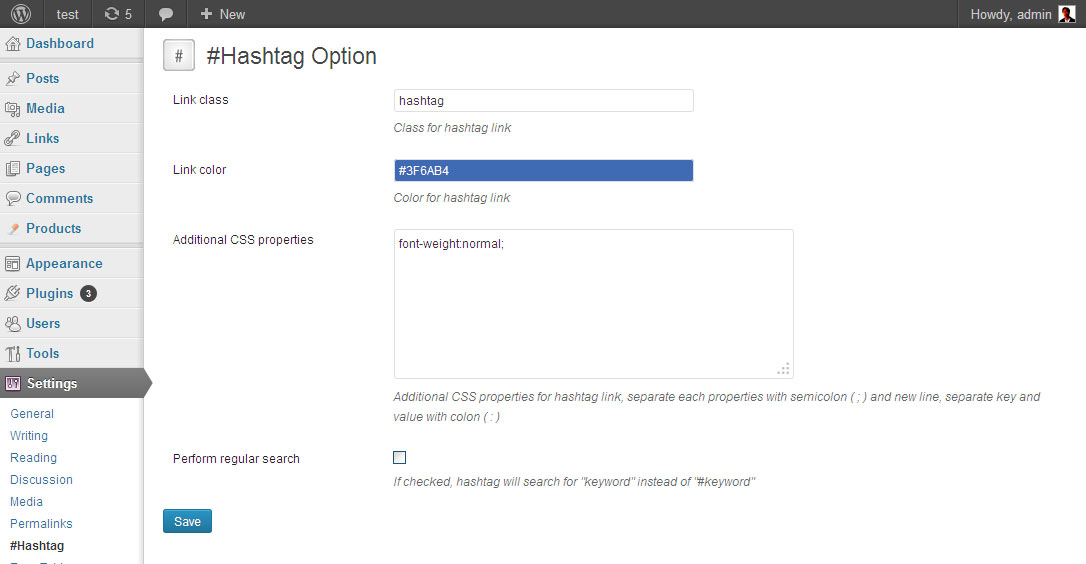 test 5 + New Howdy, admin
Dashboard
Posts
Media
Links
Pages
Comments
Products
Appearance
Plugins 3
Users
Tools
Settings
General
Writing
Reading
Discussion
Media
Permalinks
#Hashtag
# #Hashtag Option
Link class hashtag
Class for hashtag link
Link color #3F6AB4
Color for hashtag link
Additional CSS properties font-weight:normal;
Additional CSS properties for hashtag link, separate each properties with semicolon ( ; ) and new line, separate key and
value with colon ( : )
Perform regular search
If checked, hashtag will search for "keyword" instead of "#keyword"
Save